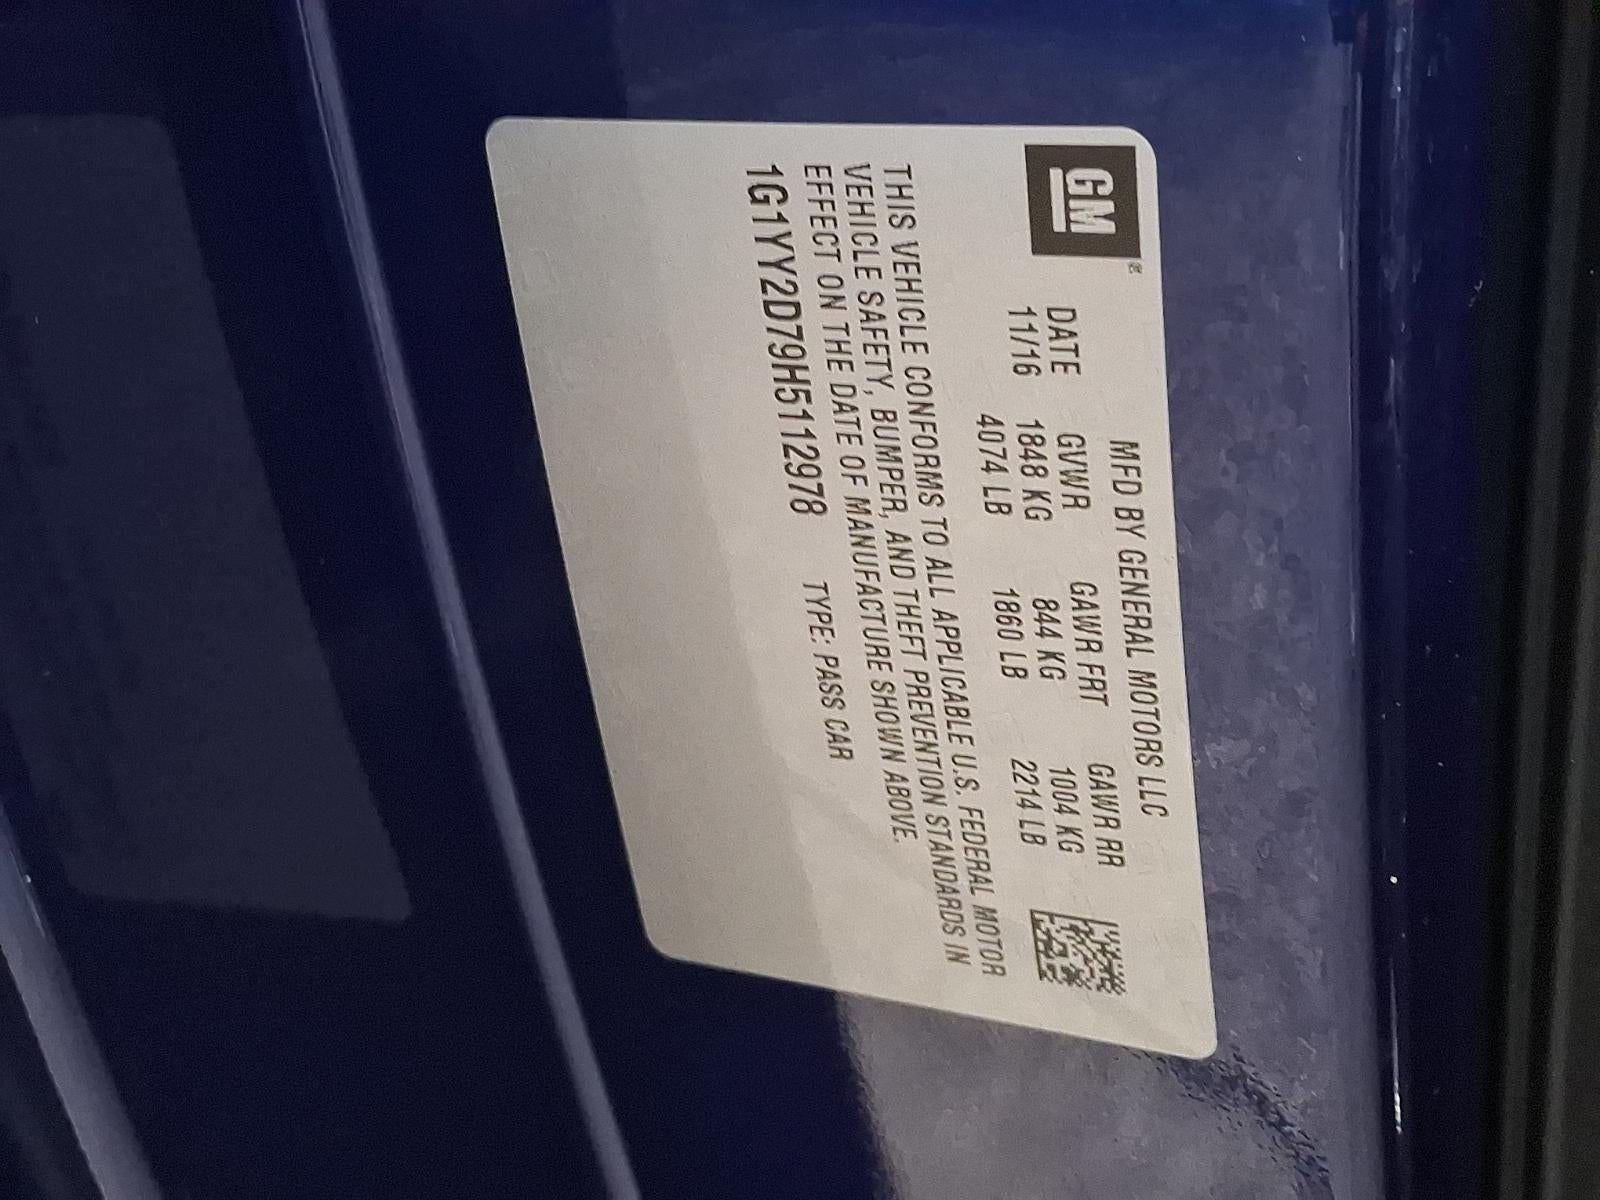 GM®
MFD BY GENERAL MOTORS LLC
DATE GVWR GAWR FRT GAWR RR
11/16 1848 KG 844 KG 1004 KG
4074 LB 1860 LB 2214 LB
THIS VEHICLE CONFORMS TO ALL APPLICABLE U.S. FEDERAL MOTOR
VEHICLE SAFETY, BUMPER, AND THEFT PREVENTION STANDARDS IN
EFFECT ON THE DATE OF MANUFACTURE SHOWN ABOVE.
1G1YY2D79H5112978 TYPE: PASS CAR